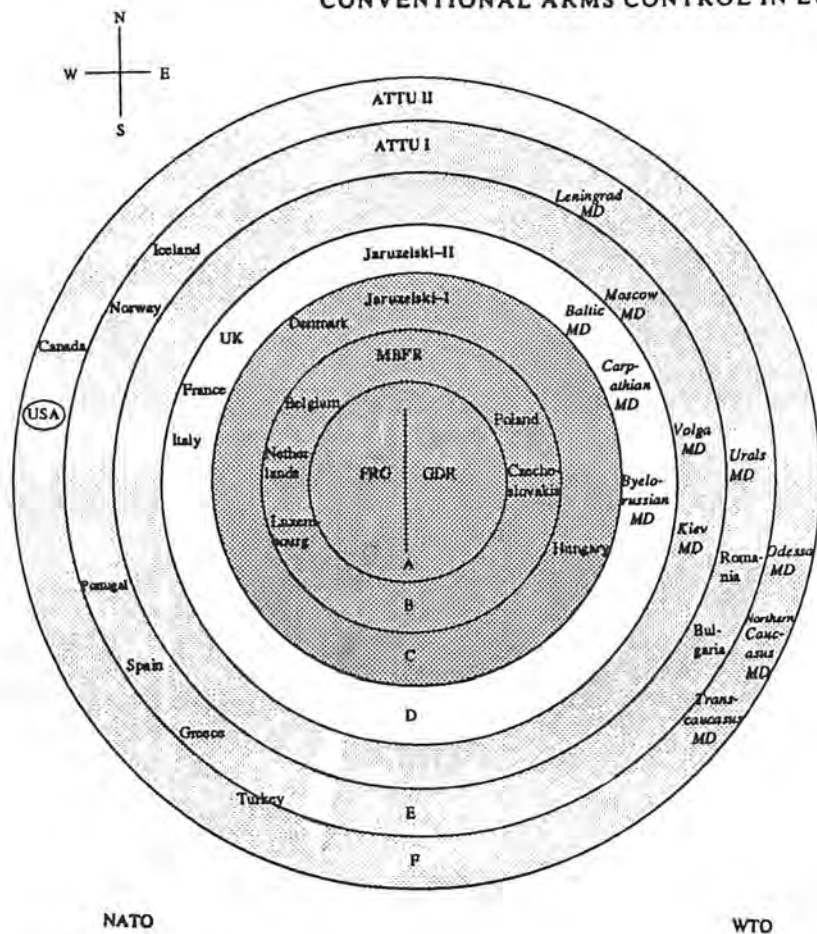 CONVENTIONAL ARMS CONTROL IN
N
W
E
S
ATTU II
ATTU I
Leningrad
MD
Iceland
Jaruzelski–II
Norway
Jaruzelski–I
Moscow
MD
Baltic
MD
Denmark
UK
Canada
MBFR
Carp-
athian
MD
France
USA
Belgium
Poland
Volga
MD
Italy
Urals
MD
Nether-
lands
FRG
GDR
Czecho-
slovakia
Byelo-
russian
MD
Luxem-
bourg
Kiev
MD
Hungary
Roma-
nia
Odessa
MD
A
Portugal
B
Northern
Cauc-
asus
MD
Bul-
garia
C
Spain
Trans-
caucasus
MD
D
Greece
Turkey
E
F
NATO
WTO